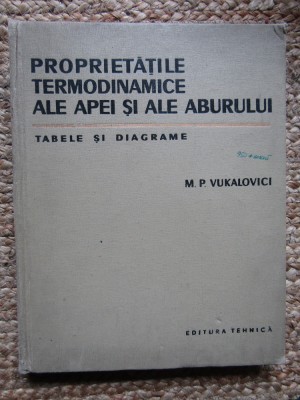 PROPRIETĂȚILE
TERMODINAMICE
ALE APEI ȘI ALE ABURULUI
TABELE ȘI DIAGRAME
M. P. VUKALOVICI
EDITURA TEHNICĂ